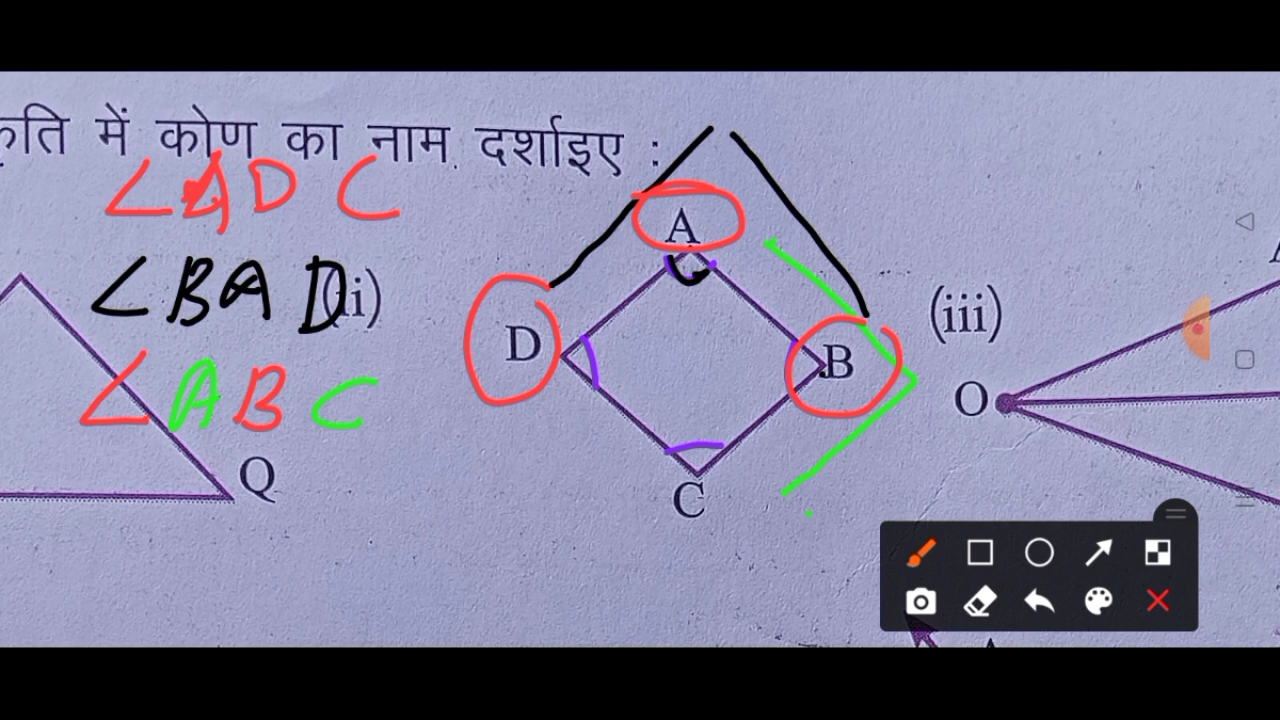 में कोण का नाम दर्शाइए :
∠ADC
∠BAD
(ii)
∠ABC
A
D
B
C
Q
(iii)
O